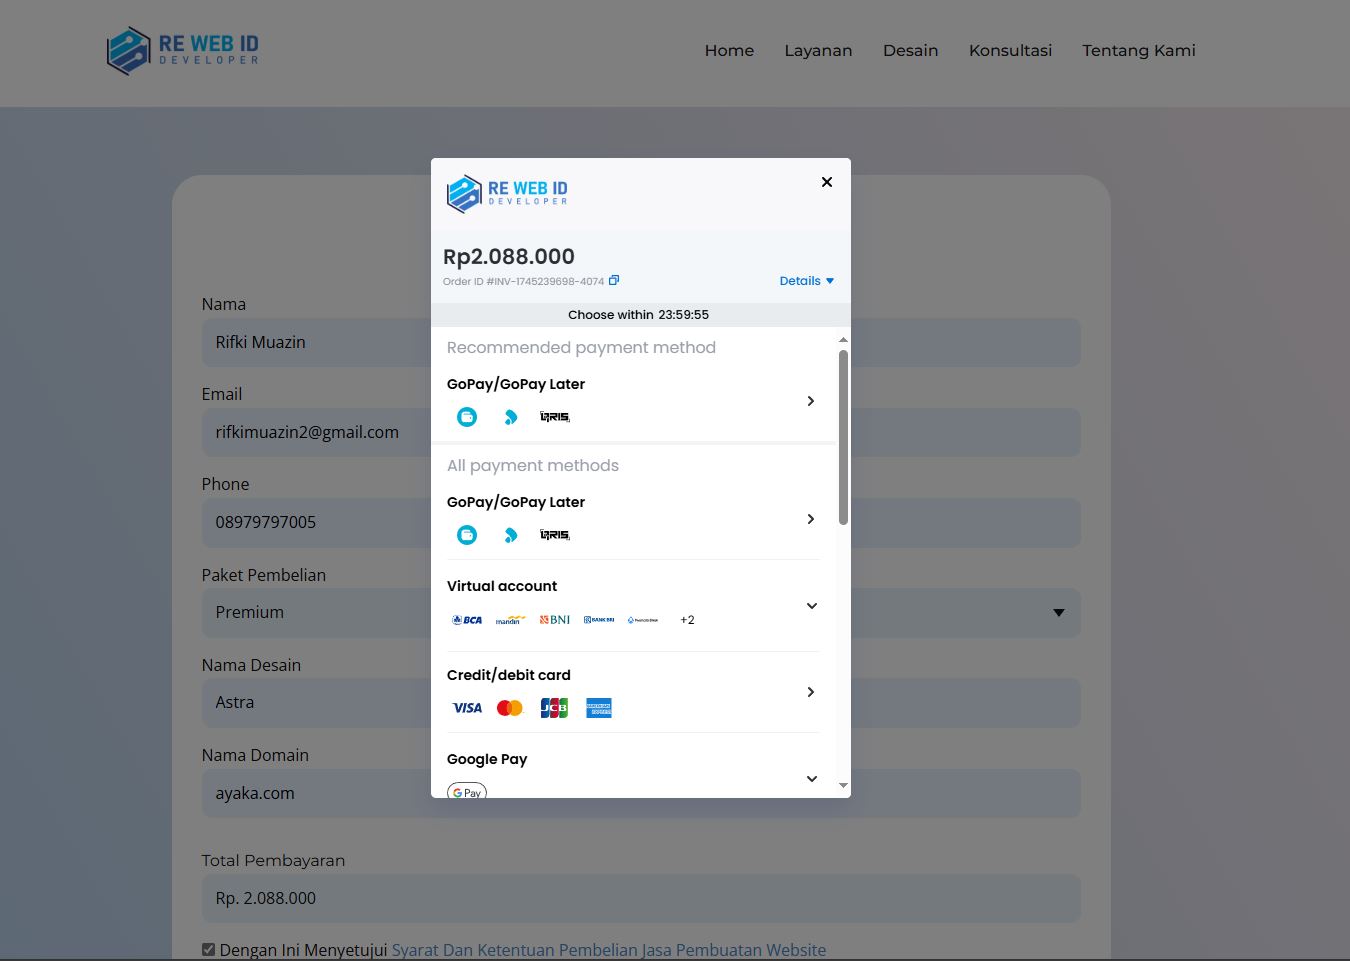 RE WEB ID
DEVELOPER
Home
Layanan
Desain
Konsultasi
Tentang Kami
RE WEB ID
DEVELOPER
Rp2.088.000
Order ID #INV-1745239698-4074
Details
Choose within 23:59:55
Recommended payment method
GoPay/GoPay Later
QRIS
All payment methods
GoPay/GoPay Later
QRIS
Virtual account
BCA
mandiri
BNI
BANK BRI
+2
Credit/debit card
VISA
JCB
AMERICAN EXPRESS
Google Pay
G Pay
Nama
Rifki Muazin
Email
rifkimuazin2@gmail.com
Phone
08979797005
Paket Pembelian
Premium
Nama Desain
Astra
Nama Domain
ayaka.com
Total Pembayaran
Rp. 2.088.000
Dengan Ini Menyetujui Syarat Dan Ketentuan Pembelian Jasa Pembuatan Website